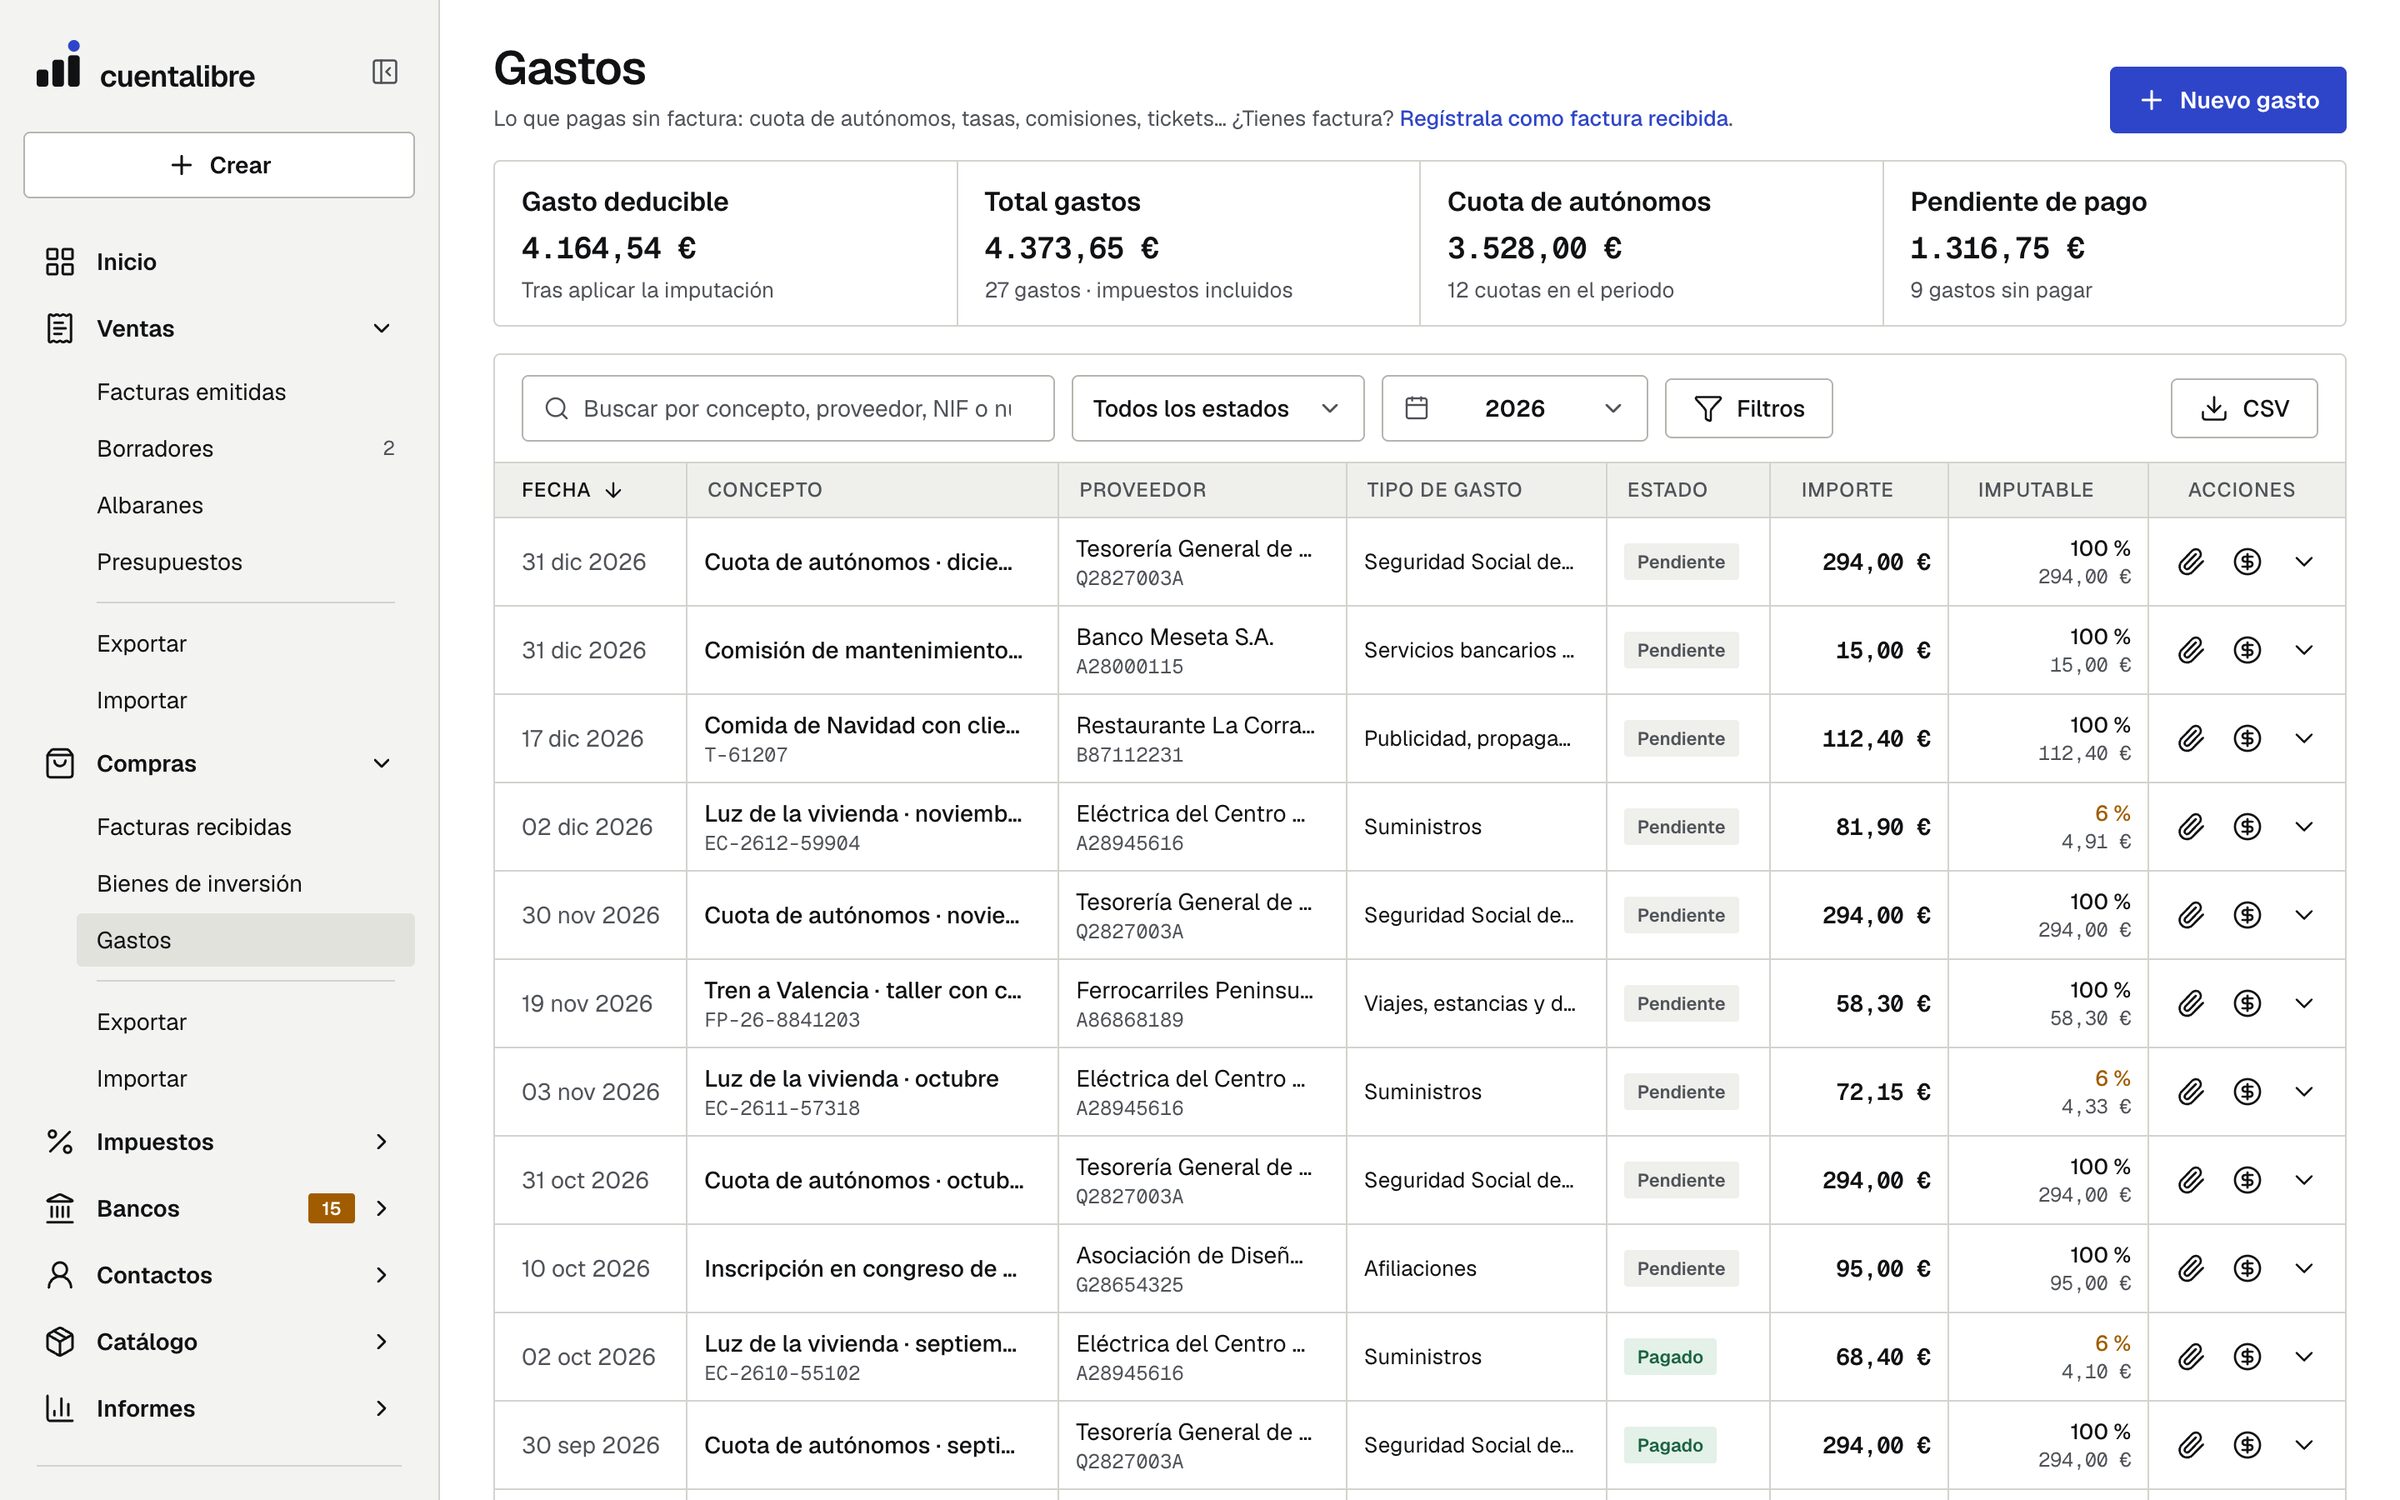 cuentalibre
Crear
Inicio
Ventas
Facturas emitidas
Borradores 2
Albaranes
Presupuestos
Exportar
Importar
Compras
Facturas recibidas
Bienes de inversión
Gastos
Exportar
Importar
Impuestos
Bancos 15
Contactos
Catálogo
Informes
Gastos
Lo que pagas sin factura: cuota de autónomos, tasas, comisiones, tickets... ¿Tienes factura? Regístrala como factura recibida.
Nuevo gasto
Gasto deducible
4.164,54 €
Tras aplicar la imputación
Total gastos
4.373,65 €
27 gastos · impuestos incluidos
Cuota de autónomos
3.528,00 €
12 cuotas en el periodo
Pendiente de pago
1.316,75 €
9 gastos sin pagar
Buscar por concepto, proveedor, NIF o nu
Todos los estados
2026
Filtros
CSV
FECHA CONCEPTO PROVEEDOR TIPO DE GASTO ESTADO IMPORTE IMPUTABLE ACCIONES
31 dic 2026 Cuota de autónomos · dicie... Tesorería General de ... Seguridad Social de... Pendiente 294,00 € 100 %
Q2827003A 294,00 €
31 dic 2026 Comisión de mantenimiento... Banco Meseta S.A. Servicios bancarios ... Pendiente 15,00 € 100 %
A28000115 15,00 €
17 dic 2026 Comida de Navidad con clie... Restaurante La Corra... Publicidad, propaga... Pendiente 112,40 € 100 %
T-61207 B87112231 112,40 €
02 dic 2026 Luz de la vivienda · noviemb... Eléctrica del Centro ... Suministros Pendiente 81,90 € 6 %
EC-2612-59904 A28945616 4,91 €
30 nov 2026 Cuota de autónomos · novie... Tesorería General de ... Seguridad Social de... Pendiente 294,00 € 100 %
Q2827003A 294,00 €
19 nov 2026 Tren a Valencia · taller con c... Ferrocarriles Peninsu... Viajes, estancias y d... Pendiente 58,30 € 100 %
FP-26-8841203 A86868189 58,30 €
03 nov 2026 Luz de la vivienda · octubre Eléctrica del Centro ... Suministros Pendiente 72,15 € 6 %
EC-2611-57318 A28945616 4,33 €
31 oct 2026 Cuota de autónomos · octub... Tesorería General de ... Seguridad Social de... Pendiente 294,00 € 100 %
Q2827003A 294,00 €
10 oct 2026 Inscripción en congreso de ... Asociación de Diseñ... Afiliaciones Pendiente 95,00 € 100 %
G28654325 95,00 €
02 oct 2026 Luz de la vivienda · septiem... Eléctrica del Centro ... Suministros Pagado 68,40 € 6 %
EC-2610-55102 A28945616 4,10 €
30 sep 2026 Cuota de autónomos · septi... Tesorería General de ... Seguridad Social de... Pagado 294,00 € 100 %
Q2827003A 294,00 €